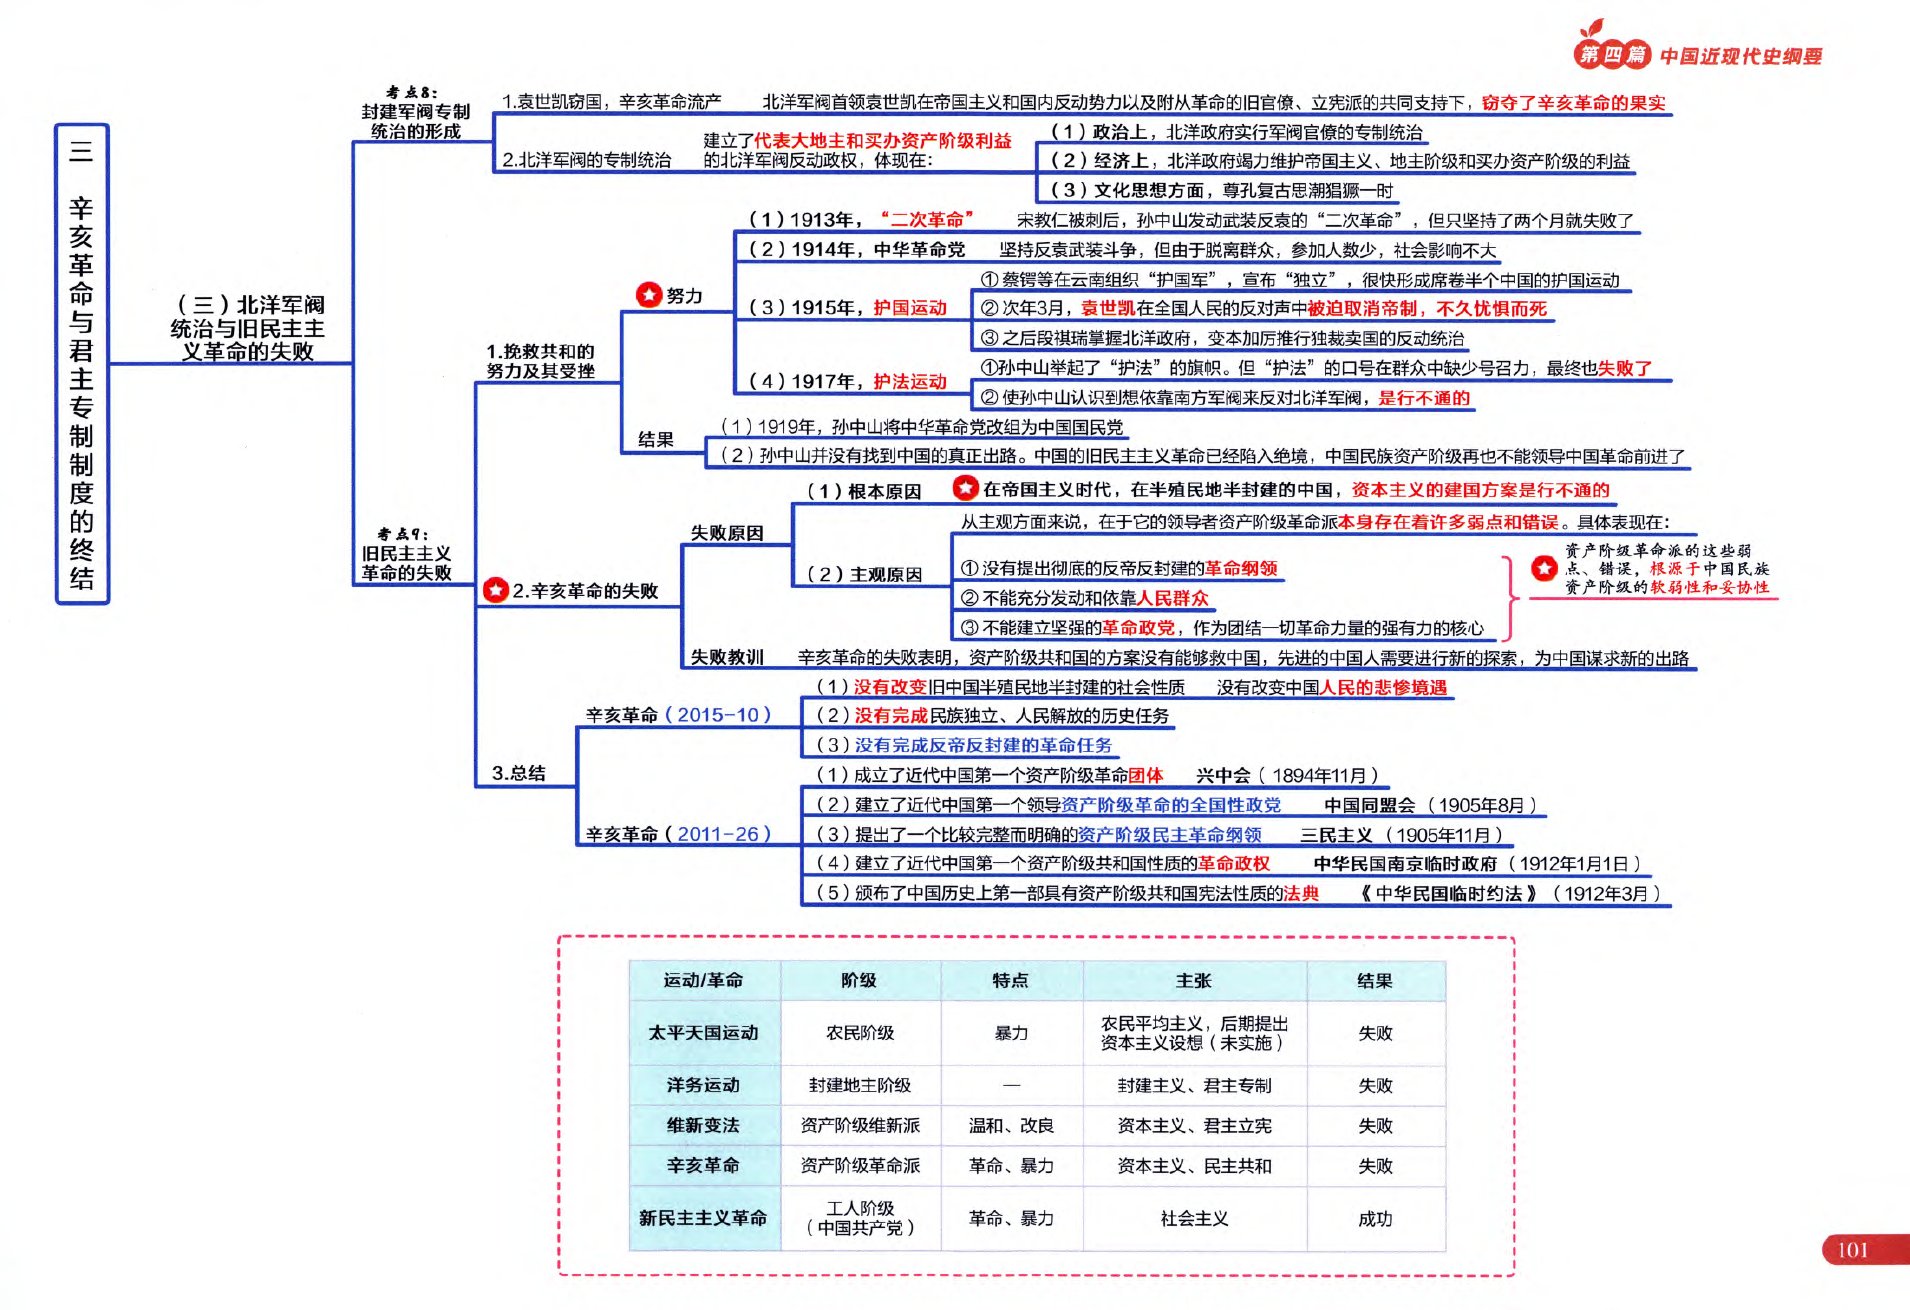 第四篇 中国近现代史纲要
三 辛亥革命与君主专制制度的终结
（三）北洋军阀
统治与旧民主主
义革命的失败
考点8：
封建军阀专制
统治的形成
1.袁世凯窃国，辛亥革命流产 北洋军阀首领袁世凯在帝国主义和国内反动势力以及附从革命的旧官僚、立宪派的共同支持下，窃夺了辛亥革命的果实
2.北洋军阀的专制统治
建立了代表大地主和买办资产阶级利益
的北洋军阀反动政权，体现在：
（1）政治上，北洋政府实行军阀官僚的专制统治
（2）经济上，北洋政府竭力维护帝国主义、地主阶级和买办资产阶级的利益
（3）文化思想方面，尊孔复古思潮猖獗一时
考点9：
旧民主主义
革命的失败
1.挽救共和的
努力及其受挫
努力
（1）1913年，“二次革命” 宋教仁被刺后，孙中山发动武装反袁的“二次革命”，但只坚持了两个月就失败了
（2）1914年，中华革命党 坚持反袁武装斗争，但由于脱离群众，参加人数少，社会影响不大
（3）1915年，护国运动
①蔡锷等在云南组织“护国军”，宣布“独立”，很快形成席卷半个中国的护国运动
②次年3月，袁世凯在全国人民的反对声中被迫取消帝制，不久忧惧而死
③之后段祺瑞掌握北洋政府，变本加厉推行独裁卖国的反动统治
（4）1917年，护法运动
①孙中山举起了“护法”的旗帜。但“护法”的口号在群众中缺少号召力，最终也失败了
②使孙中山认识到想依靠南方军阀来反对北洋军阀，是行不通的
结果
（1）1919年，孙中山将中华革命党改组为中国国民党
（2）孙中山并没有找到中国的真正出路。中国的旧民主主义革命已经陷入绝境，中国民族资产阶级再也不能领导中国革命前进了
2.辛亥革命的失败
失败原因
（1）根本原因 在帝国主义时代，在半殖民地半封建的中国，资本主义的建国方案是行不通的
（2）主观原因
从主观方面来说，在于它的领导者资产阶级革命派本身存在着许多弱点和错误。具体表现在：
①没有提出彻底的反帝反封建的革命纲领
②不能充分发动和依靠人民群众
③不能建立坚强的革命政党，作为团结一切革命力量的强有力的核心
资产阶级革命派的这些弱
点、错误，根源于中国民族
资产阶级的软弱性和妥协性
失败教训 辛亥革命的失败表明，资产阶级共和国的方案没有能够救中国，先进的中国人需要进行新的探索，为中国谋求新的出路
3.总结
辛亥革命（2015-10）
（1）没有改变旧中国半殖民地半封建的社会性质 没有改变中国人民的悲惨境遇
（2）没有完成民族独立、人民解放的历史任务
（3）没有完成反帝反封建的革命任务
辛亥革命（2011-26）
（1）成立了近代中国第一个资产阶级革命团体 兴中会（1894年11月）
（2）建立了近代中国第一个领导资产阶级革命的全国性政党 中国同盟会（1905年8月）
（3）提出了一个比较完整而明确的资产阶级民主革命纲领 三民主义（1905年11月）
（4）建立了近代中国第一个资产阶级共和国性质的革命政权 中华民国南京临时政府（1912年1月1日）
（5）颁布了中国历史上第一部具有资产阶级共和国宪法性质的法典 《中华民国临时约法》（1912年3月）
运动/革命 阶级 特点 主张 结果
太平天国运动 农民阶级 暴力 农民平均主义，后期提出
资本主义设想（未实施） 失败
洋务运动 封建地主阶级 — 封建主义、君主专制 失败
维新变法 资产阶级维新派 温和、改良 资本主义、君主立宪 失败
辛亥革命 资产阶级革命派 革命、暴力 资本主义、民主共和 失败
新民主主义革命 工人阶级
（中国共产党） 革命、暴力 社会主义 成功
101